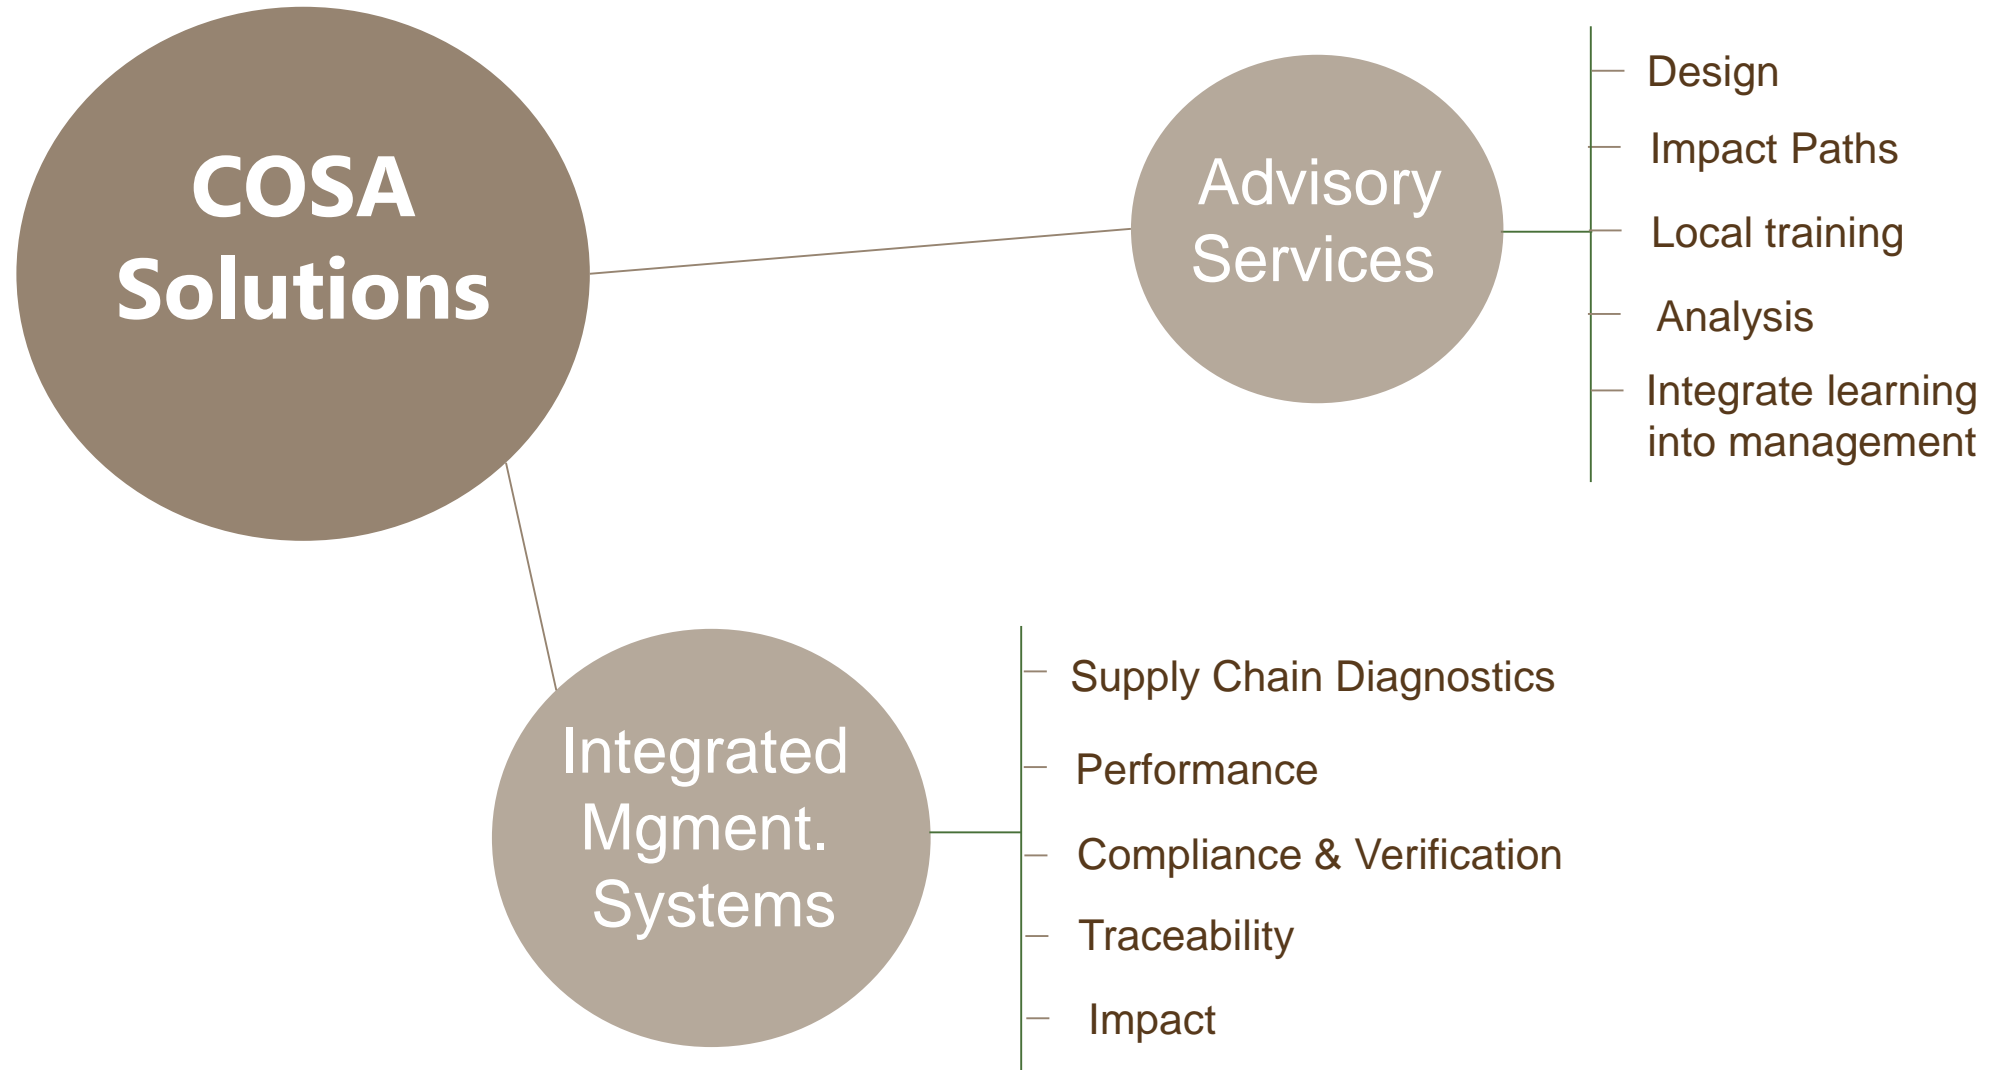 COSA
Solutions
Advisory
Services
Design
Impact Paths
Local training
Analysis
Integrate learning
into management
Integrated
Mgment.
Systems
Supply Chain Diagnostics
Performance
Compliance & Verification
Traceability
Impact